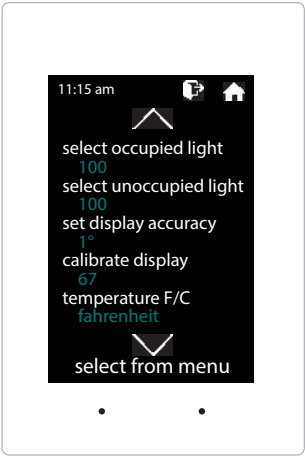 11:15 am
select occupied light
100
select unoccupied light
100
set display accuracy
1°
calibrate display
67
temperature F/C
fahrenheit
select from menu